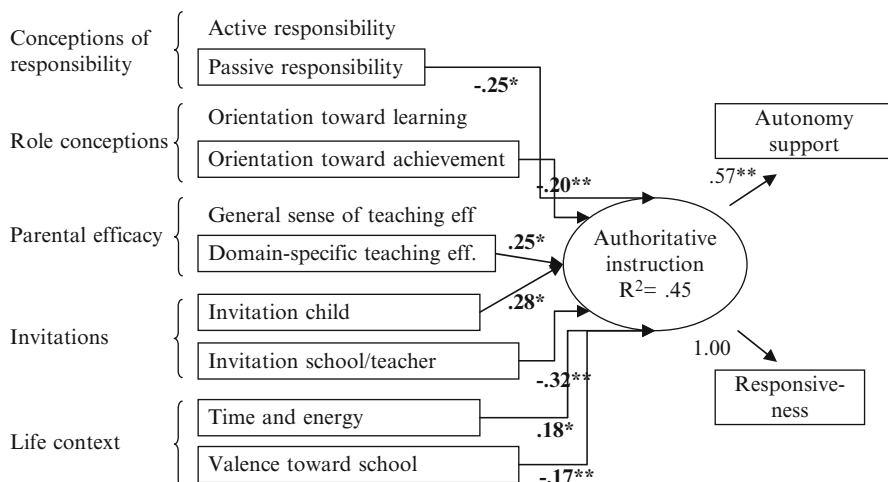 Conceptions of
responsibility
Active responsibility
Passive responsibility
-.25*
Role conceptions
Orientation toward learning
Orientation toward achievement
-.20**
Parental efficacy
General sense of teaching eff
Domain-specific teaching eff.
.25*
Invitations
Invitation child
.28*
Invitation school/teacher
-.32**
Life context
Time and energy
.18*
Valence toward school
-.17**
Authoritative
instruction
R²= .45
Autonomy
support
.57**
1.00
Responsive-
ness